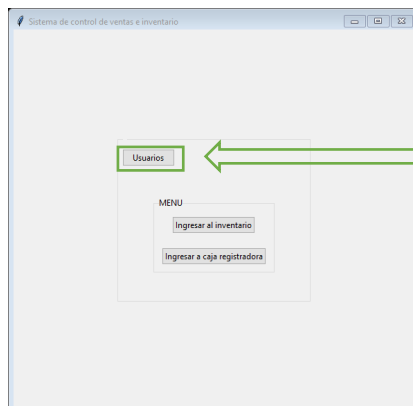 Sistema de control de ventas e inventario
Usuarios
MENU
Ingresar al inventario
Ingresar a caja registradora